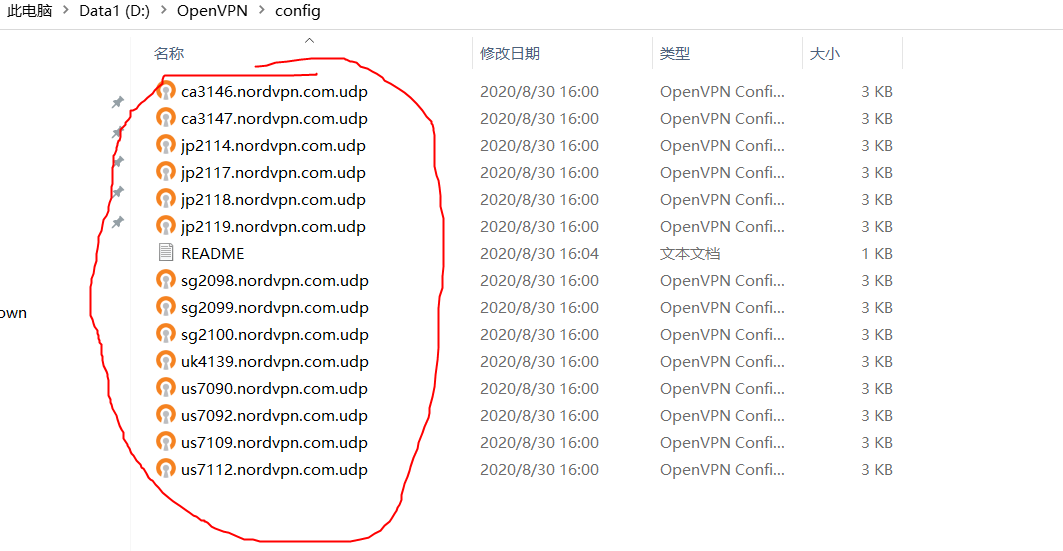 此电脑 > Data1 (D:) > OpenVPN > config
名称 修改日期 类型 大小
ca3146.nordvpn.com.udp 2020/8/30 16:00 OpenVPN Confi... 3 KB
ca3147.nordvpn.com.udp 2020/8/30 16:00 OpenVPN Confi... 3 KB
jp2114.nordvpn.com.udp 2020/8/30 16:00 OpenVPN Confi... 3 KB
jp2117.nordvpn.com.udp 2020/8/30 16:00 OpenVPN Confi... 3 KB
jp2118.nordvpn.com.udp 2020/8/30 16:00 OpenVPN Confi... 3 KB
jp2119.nordvpn.com.udp 2020/8/30 16:00 OpenVPN Confi... 3 KB
README 2020/8/30 16:04 文本文档 1 KB
sg2098.nordvpn.com.udp 2020/8/30 16:00 OpenVPN Confi... 3 KB
own sg2099.nordvpn.com.udp 2020/8/30 16:00 OpenVPN Confi... 3 KB
sg2100.nordvpn.com.udp 2020/8/30 16:00 OpenVPN Confi... 3 KB
uk4139.nordvpn.com.udp 2020/8/30 16:00 OpenVPN Confi... 3 KB
us7090.nordvpn.com.udp 2020/8/30 16:00 OpenVPN Confi... 3 KB
us7092.nordvpn.com.udp 2020/8/30 16:00 OpenVPN Confi... 3 KB
us7109.nordvpn.com.udp 2020/8/30 16:00 OpenVPN Confi... 3 KB
us7112.nordvpn.com.udp 2020/8/30 16:00 OpenVPN Confi... 3 KB